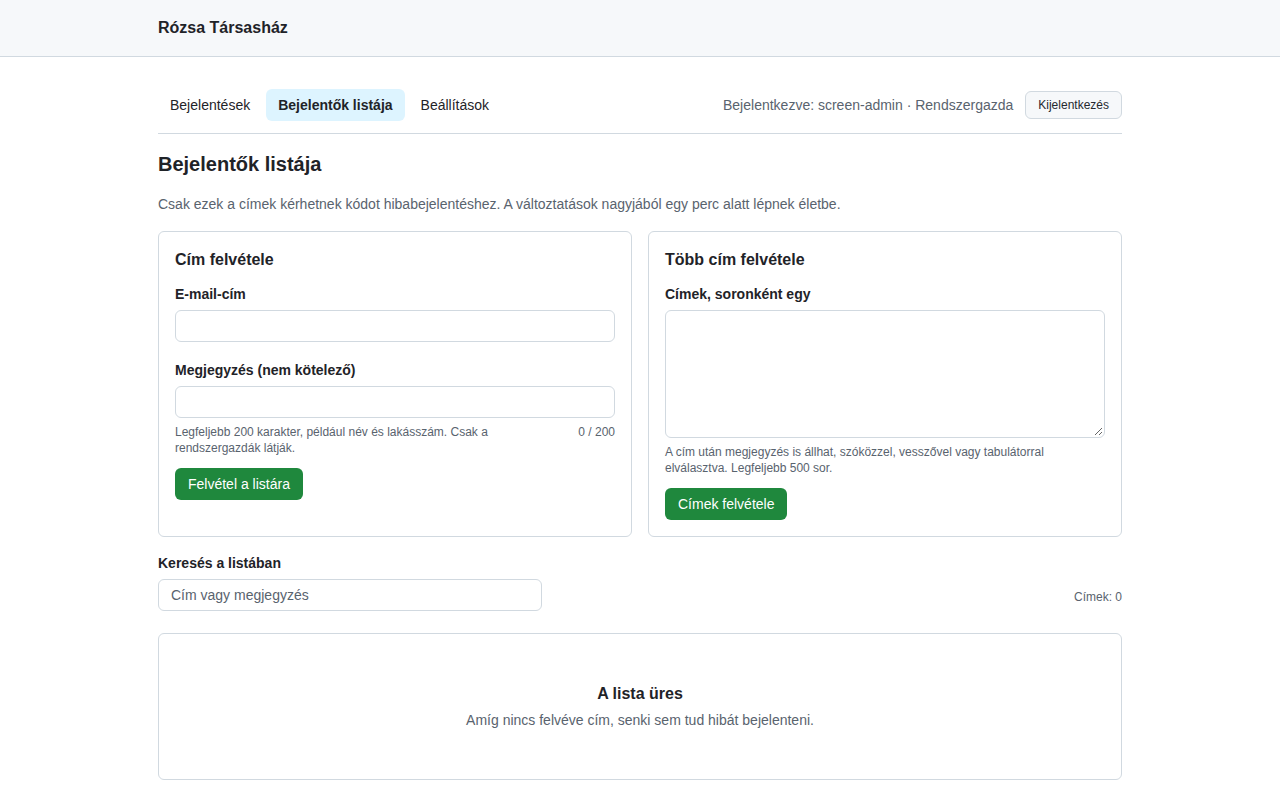 Rózsa Társasház
Bejelentések
Bejelentők listája
Beállítások
Bejelentkezve: screen-admin · Rendszergazda
Kijelentkezés
Bejelentők listája
Csak ezek a címek kérhetnek kódot hibabejelentéshez. A változtatások nagyjából egy perc alatt lépnek életbe.
Cím felvétele
E-mail-cím
Megjegyzés (nem kötelező)
Legfeljebb 200 karakter, például név és lakásszám. Csak a
rendszergazdák látják.
0 / 200
Felvétel a listára
Több cím felvétele
Címek, soronként egy
A cím után megjegyzés is állhat, szóközzel, vesszővel vagy tabulátorral
elválasztva. Legfeljebb 500 sor.
Címek felvétele
Keresés a listában
Cím vagy megjegyzés
Címek: 0
A lista üres
Amíg nincs felvéve cím, senki sem tud hibát bejelenteni.